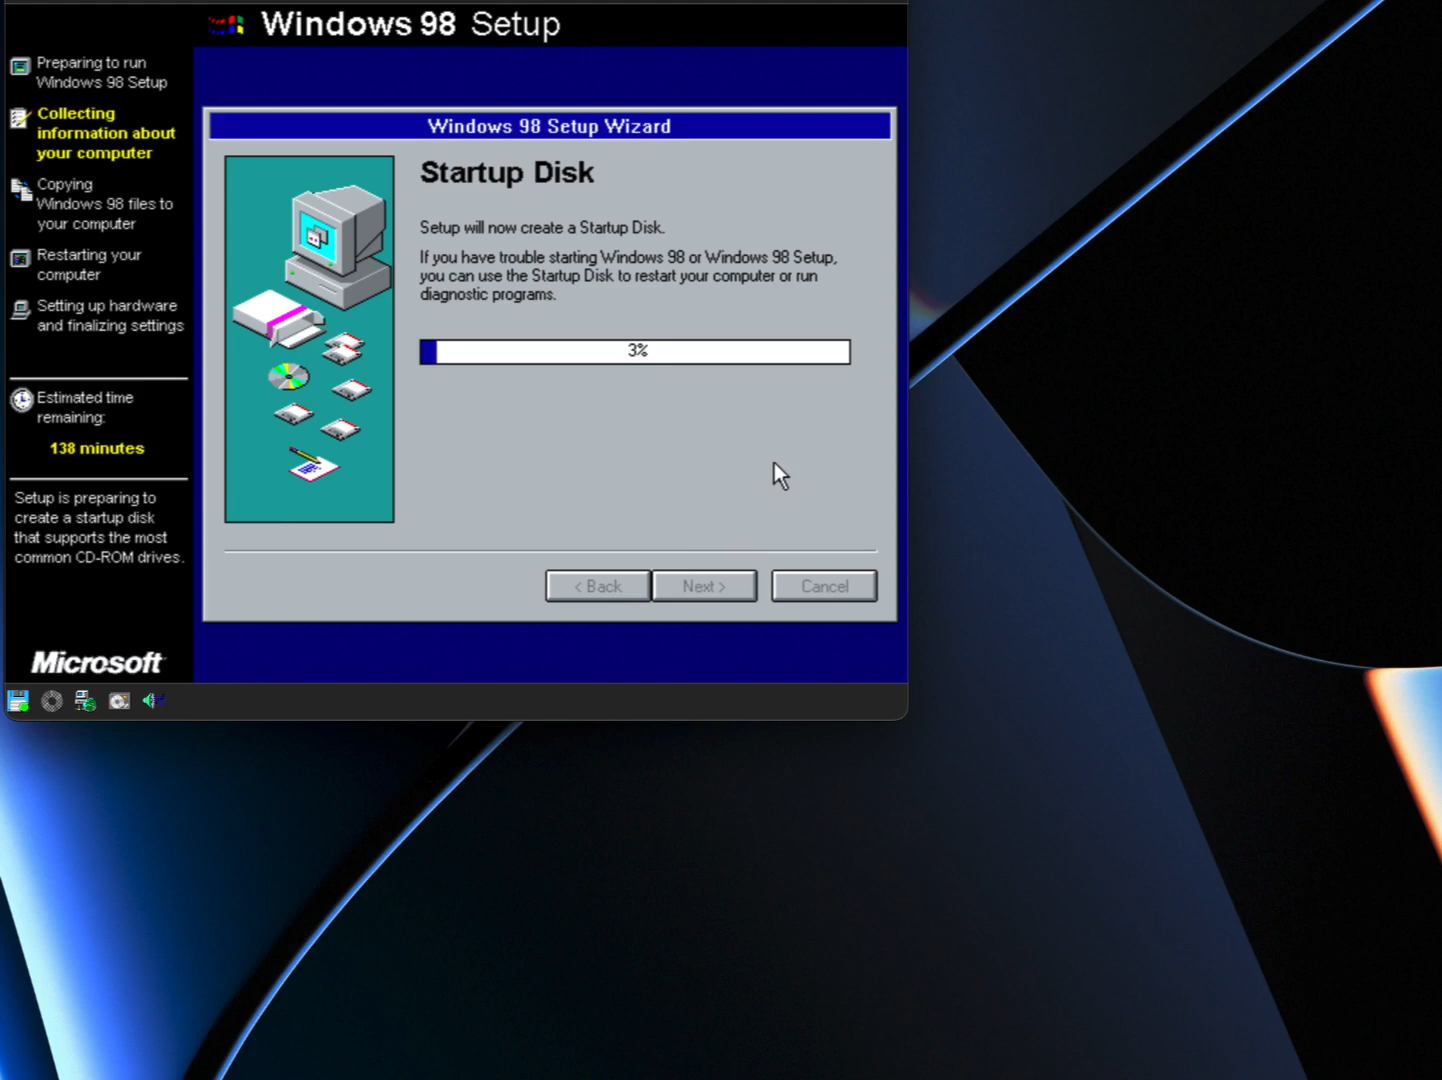 Windows 98 Setup
Preparing to run
Windows 98 Setup
Collecting
information about
your computer
Copying
Windows 98 files to
your computer
Restarting your
computer
Setting up hardware
and finalizing settings
Estimated time
remaining:
138 minutes
Setup is preparing to
create a startup disk
that supports the most
common CD-ROM drives.
Microsoft
Windows 98 Setup Wizard
Startup Disk
Setup will now create a Startup Disk.
If you have trouble starting Windows 98 or Windows 98 Setup,
you can use the Startup Disk to restart your computer or run
diagnostic programs.
3%
< Back
Next >
Cancel